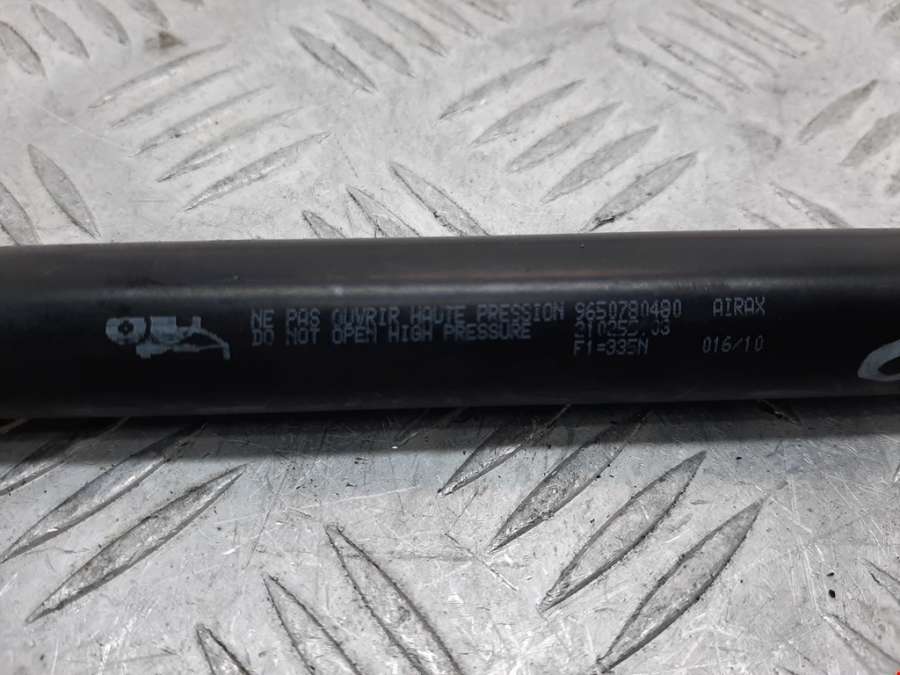 NE PAS OUVRIR HAUTE PRESSION 9650780480 AIRAX
DO NOT OPEN HIGH PRESSURE
F1=335N 016/10